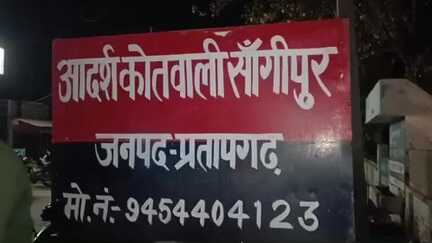 आदर्श कोतवाली साँगीपुर
जनपद-प्रतापगढ़
मो.नं:- 9454404123